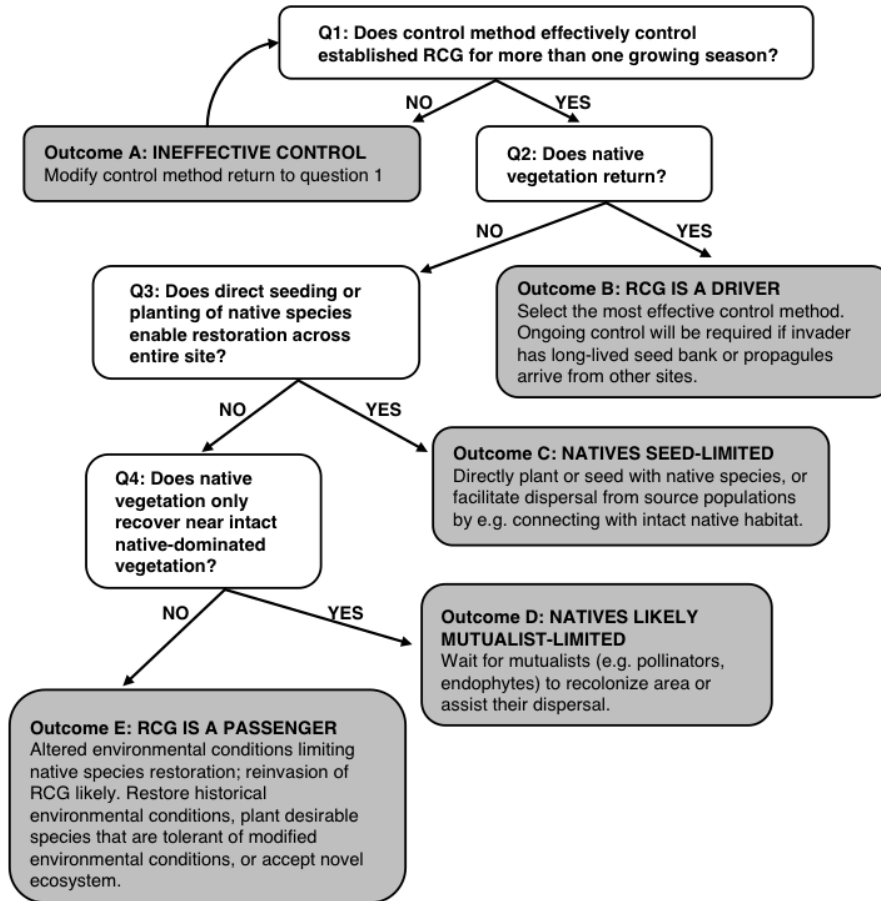 Q1: Does control method effectively control
established RCG for more than one growing season?
NO
YES
Outcome A: INEFFECTIVE CONTROL
Modify control method return to question 1
Q2: Does native
vegetation return?
NO
YES
Q3: Does direct seeding or
planting of native species
enable restoration across
entire site?
Outcome B: RCG IS A DRIVER
Select the most effective control method.
Ongoing control will be required if invader
has long-lived seed bank or propagules
arrive from other sites.
NO
YES
Outcome C: NATIVES SEED-LIMITED
Directly plant or seed with native species, or
facilitate dispersal from source populations
by e.g. connecting with intact native habitat.
Q4: Does native
vegetation only
recover near intact
native-dominated
vegetation?
NO
YES
Outcome D: NATIVES LIKELY
MUTUALIST-LIMITED
Wait for mutualists (e.g. pollinators,
endophytes) to recolonize area or
assist their dispersal.
Outcome E: RCG IS A PASSENGER
Altered environmental conditions limiting
native species restoration; reinvasion of
RCG likely. Restore historical
environmental conditions, plant desirable
species that are tolerant of modified
environmental conditions, or accept novel
ecosystem.